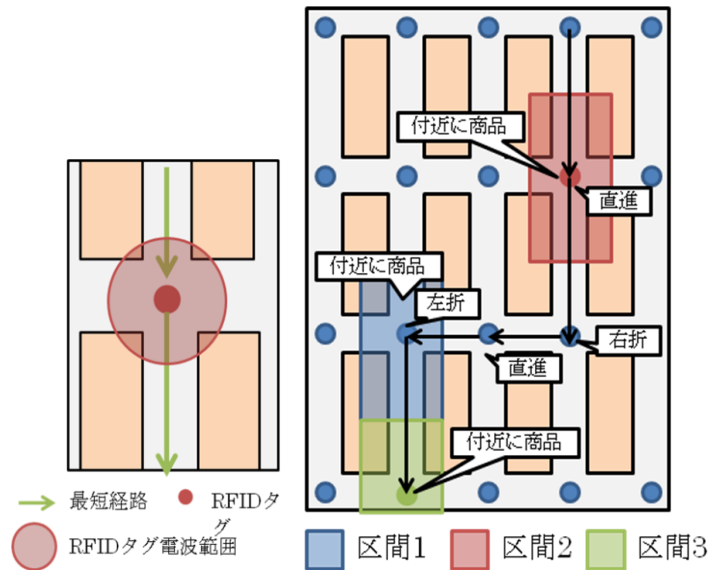 付近に商品
直進
付近に商品
左折
右折
直進
付近に商品
最短経路
RFIDタ
グ
RFIDタグ電波範囲
区間1
区間2
区間3